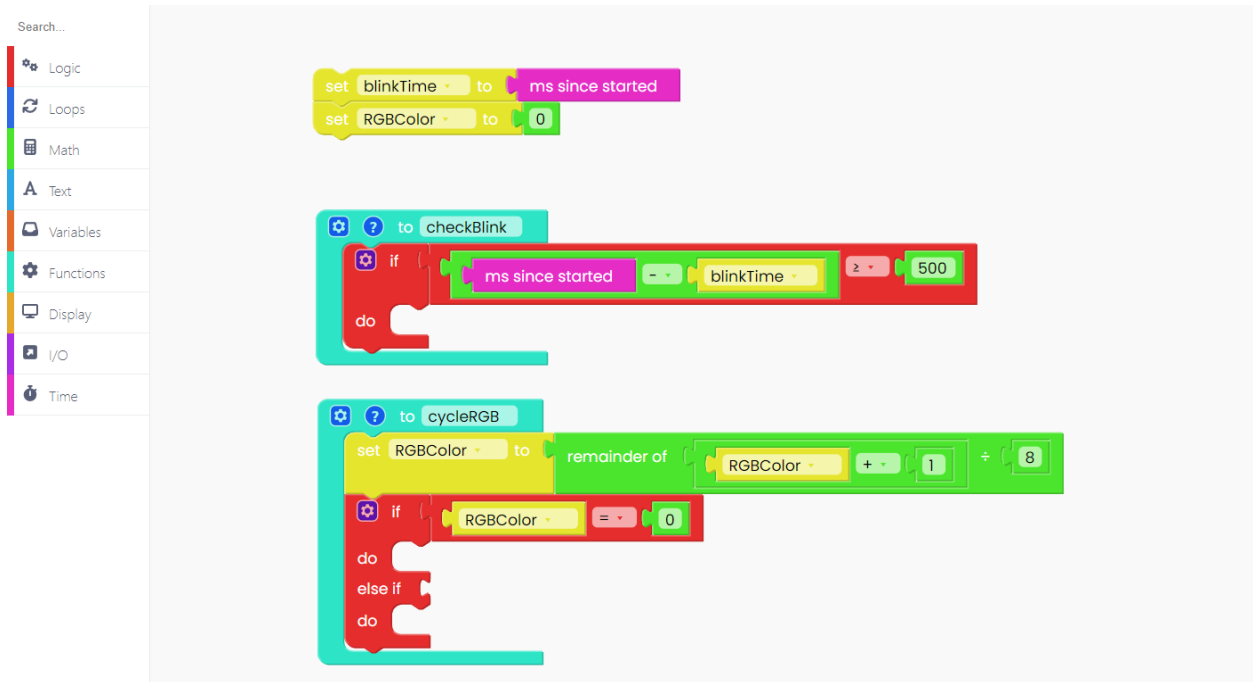 Search...
Logic
Loops
Math
Text
Variables
Functions
Display
I/O
Time
set blinkTime to ms since started
set RGBColor to 0
? to checkBlink
if ms since started - blinkTime ≥ 500
do
? to cycleRGB
set RGBColor to remainder of RGBColor + 1 ÷ 8
if RGBColor = 0
do
else if
do